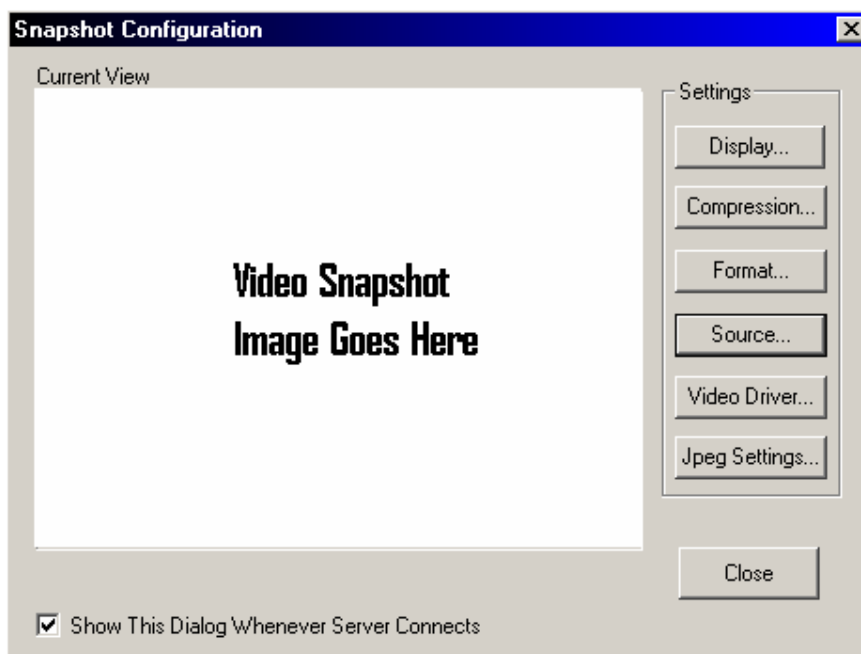 Snapshot Configuration
Current View
Video Snapshot
Image Goes Here
Settings
Display...
Compression...
Format...
Source...
Video Driver...
Jpeg Settings...
Close
Show This Dialog Whenever Server Connects